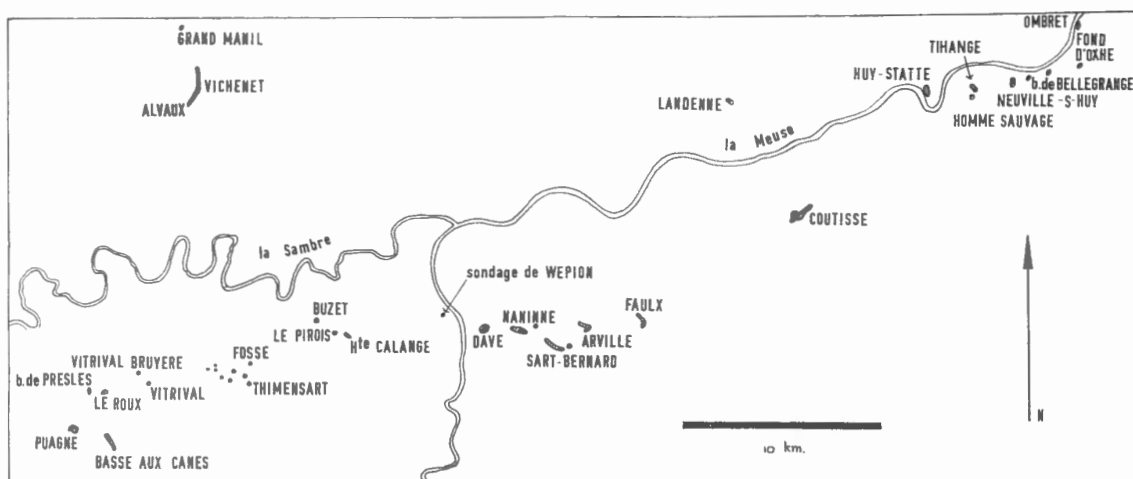 GRAND MANIL
VICHENET
ALVAUX
OMBRET
FOND
D'OXHE
TIHANGE
HUY-STATTE
b.de BELLEGRANGE
NEUVILLE-S-HUY
HOMME SAUVAGE
LANDENNE
la Meuse
COUTISSE
la Sambre
sondage de WEPION
BUZET
LE PIROIS
Hte CALANGE
DAVE
NANINNE
SART-BERNARD
ARVILLE
FAULX
VITRIVAL BRUYERE
FOSSE
b.de PRESLES
LE ROUX
VITRIVAL
THIMENSART
PUAGNE
BASSE AUX CANES
10 km.
N